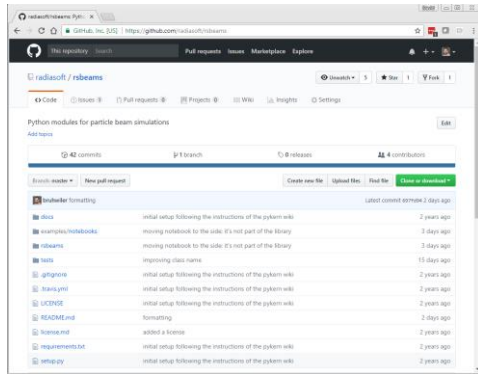 radiasoft/rsbeams: Pyth
GitHub, Inc. [US] | https://github.com/radiasoft/rsbeams
This repository Search Pull requests Issues Marketplace Explore
radiasoft / rsbeams
Unwatch 5 Star 1 Fork 1
Code Issues 0 Pull requests 0 Projects 0 Wiki Insights Settings
Python modules for particle beam simulations
Edit
Add topics
42 commits 1 branch 0 releases 4 contributors
Branch: master New pull request Create new file Upload files Find file Clone or download
bruhwiler formatting
Latest commit 2 days ago
docs initial setup following the instructions of the pykern wiki 2 years ago
examples/notebooks moving notebook to the side: it's not part of the library 3 days ago
rsbeams moving notebook to the side: it's not part of the library 3 days ago
tests improving class name 15 days ago
.gitignore initial setup following the instructions of the pykern wiki 2 years ago
.travis.yml initial setup following the instructions of the pykern wiki 2 years ago
LICENSE initial setup following the instructions of the pykern wiki 2 years ago
README.md formatting 2 days ago
license.md added a license 2 years ago
requirements.txt initial setup following the instructions of the pykern wiki 2 years ago
setup.py initial setup following the instructions of the pykern wiki 2 years ago